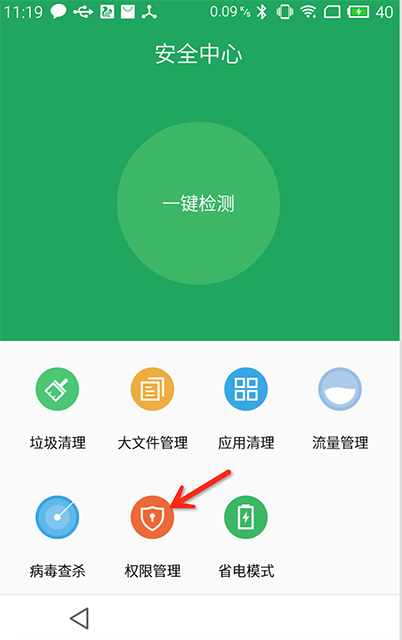 11:19 0.09 K/s 40
安全中心
一键检测
垃圾清理 大文件管理 应用清理 流量管理
病毒查杀 权限管理 省电模式